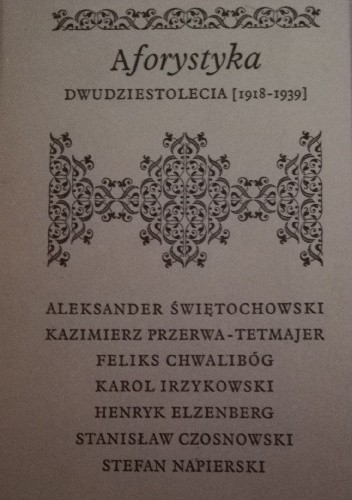 Aforystyka
DWUDZIESTOLECIA [1918-1939]
ALEKSANDER ŚWIĘTOCHOWSKI
KAZIMIERZ PRZERWA-TETMAJER
FELIKS CHWALIBÓG
KAROL IRZYKOWSKI
HENRYK ELZENBERG
STANISŁAW CZOSNOWSKI
STEFAN NAPIERSKI